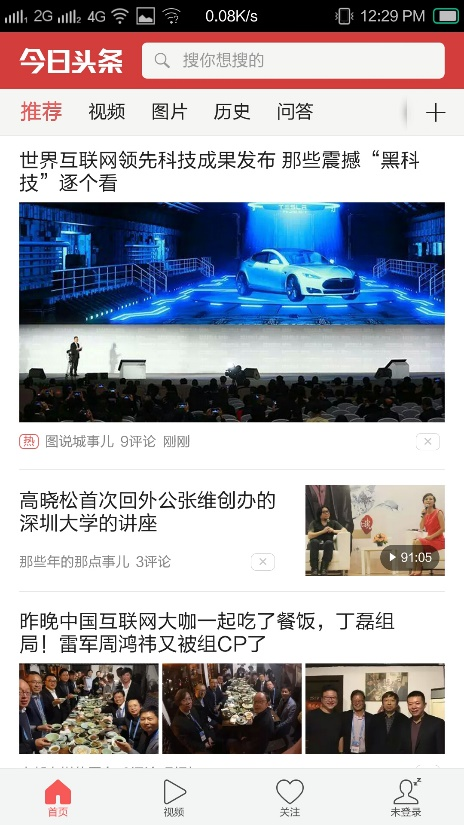 2G 4G 0.08K/s 12:29 PM
今日头条 搜你想搜的
推荐 视频 图片 历史 问答
世界互联网领先科技成果发布 那些震撼“黑科
技”逐个看
TESLA
热 图说城事儿 9评论 刚刚
高晓松首次回外公张维创办的
深圳大学的讲座
91:05
那些年的那点事儿 3评论
昨晚中国互联网大咖一起吃了餐饭，丁磊组
局！雷军周鸿祎又被组CP了
首页 视频 关注 未登录